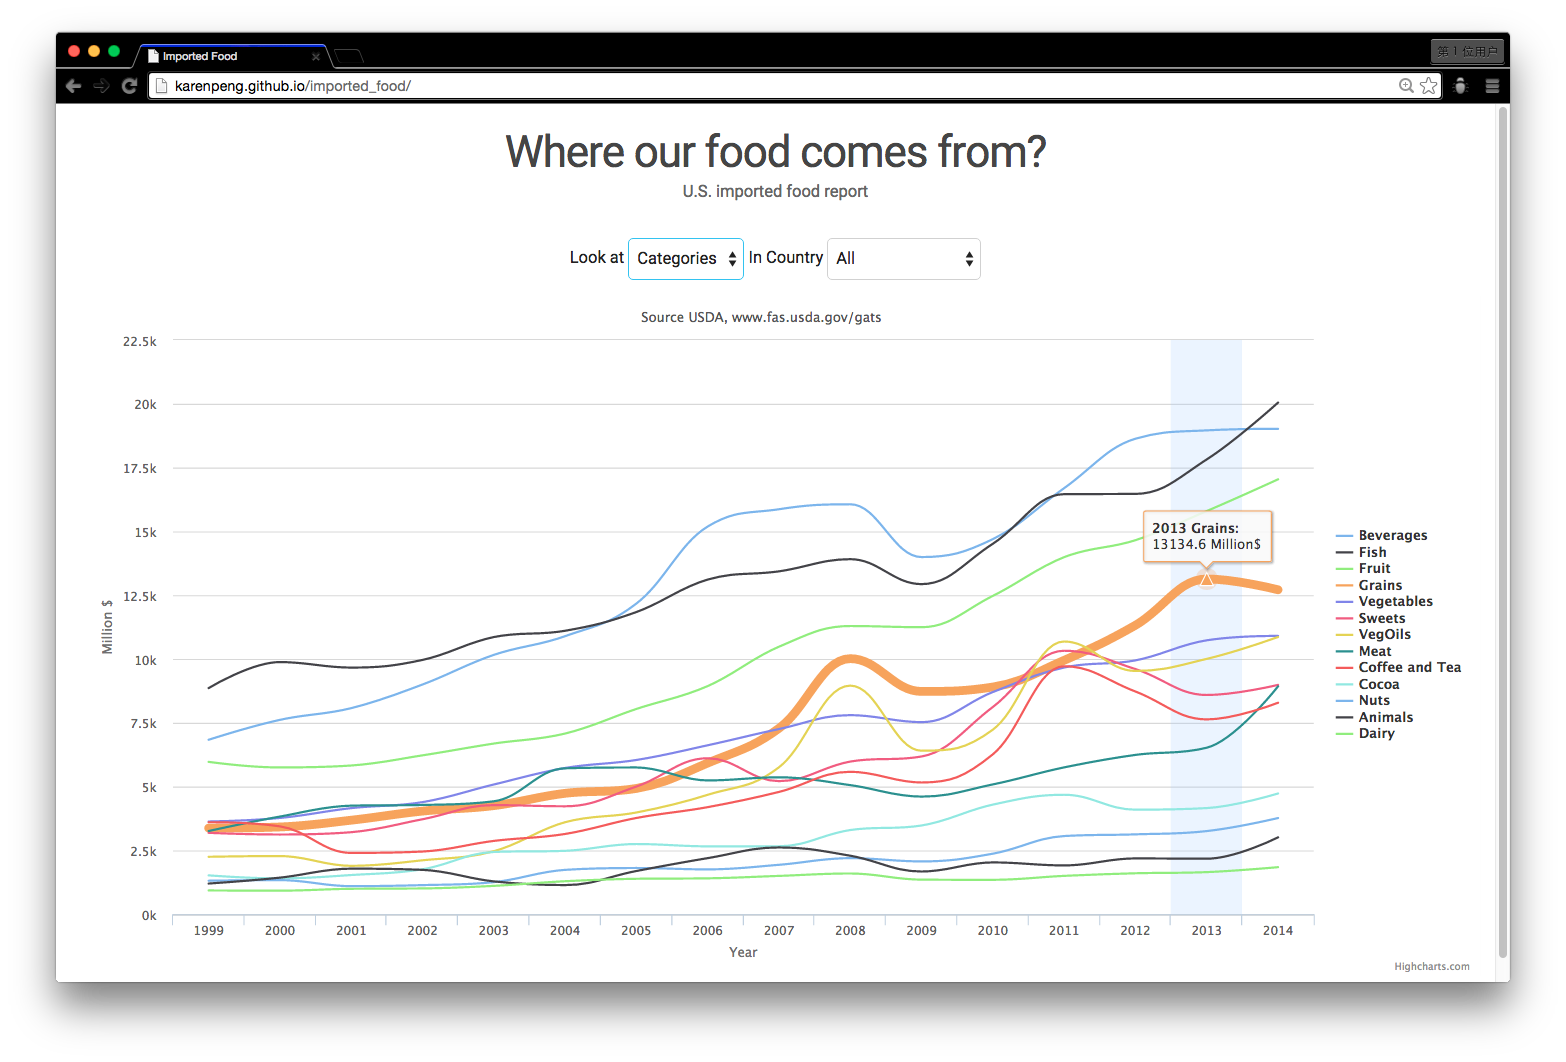 Imported Food
第 1 位用户
karenpeng.github.io/imported_food/
Where our food comes from?
U.S. imported food report
Look at Categories In Country All
Source USDA, www.fas.usda.gov/gats
22.5k
20k
17.5k
15k
12.5k
10k
7.5k
5k
2.5k
0k
Million $
2013 Grains:
13134.6 Million$
Beverages
Fish
Fruit
Grains
Vegetables
Sweets
VegOils
Meat
Coffee and Tea
Cocoa
Nuts
Animals
Dairy
1999 2000 2001 2002 2003 2004 2005 2006 2007 2008 2009 2010 2011 2012 2013 2014
Year
Highcharts.com